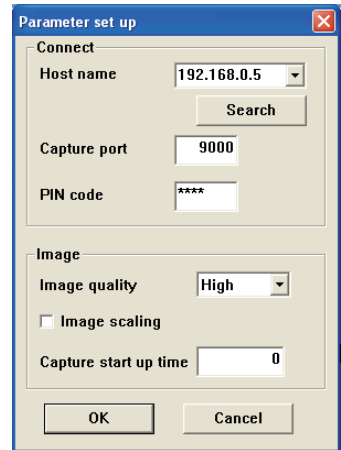 Parameter set up
Connect
Host name 192.168.0.5
Search
Capture port 9000
PIN code ****
Image
Image quality High
Image scaling
Capture start up time 0
OK Cancel